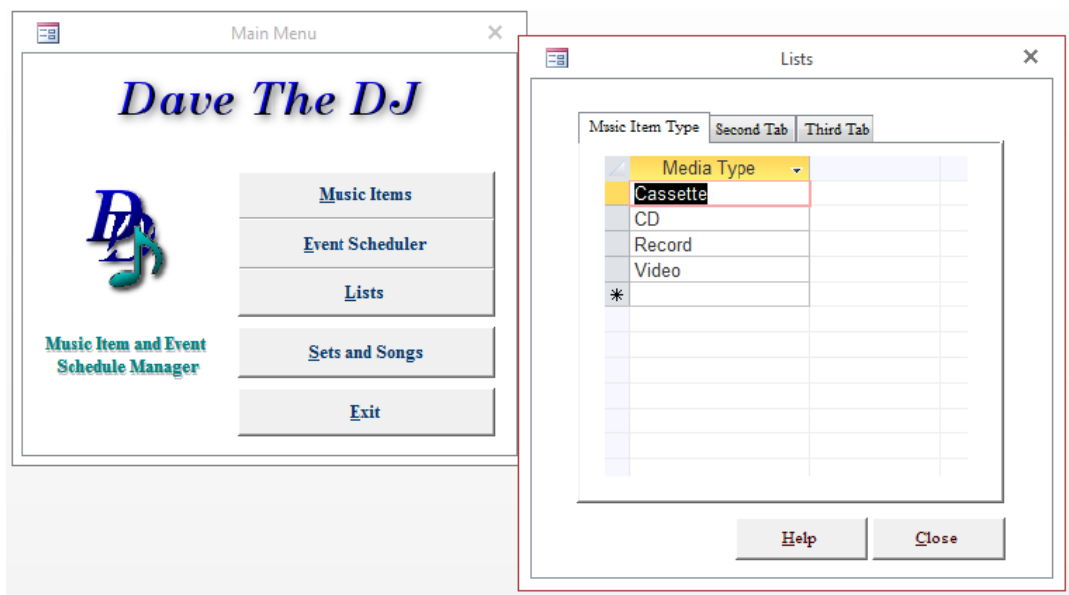 Main Menu
Dave The DJ
Music Items
Event Scheduler
Lists
Sets and Songs
Exit
Music Item and Event
Schedule Manager
Lists
Music Item Type
Second Tab
Third Tab
Media Type
Cassette
CD
Record
Video
Help
Close